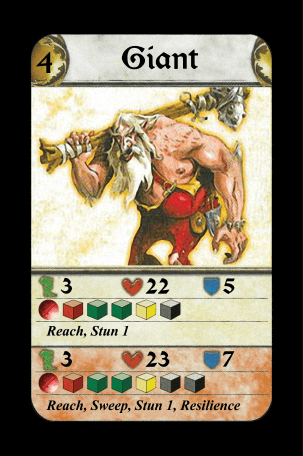 4 Giant
3 22 5
Reach, Stun 1
3 23 7
Reach, Sweep, Stun 1, Resilience